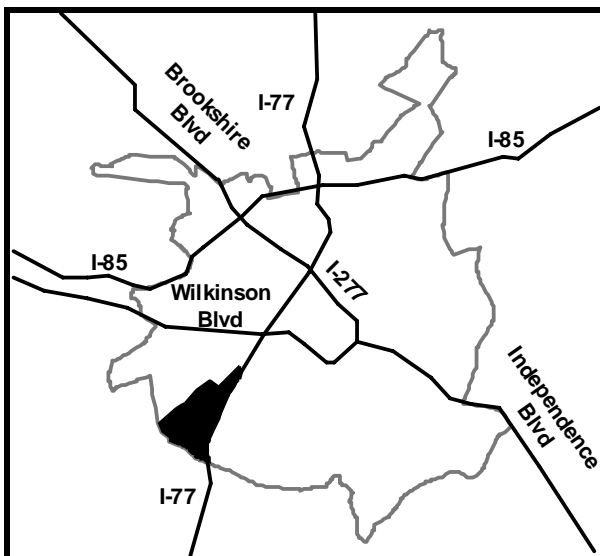 Brookshire
Blvd
I-77
I-85
I-85
Wilkinson
Blvd
I-277
Independence
Blvd
I-77